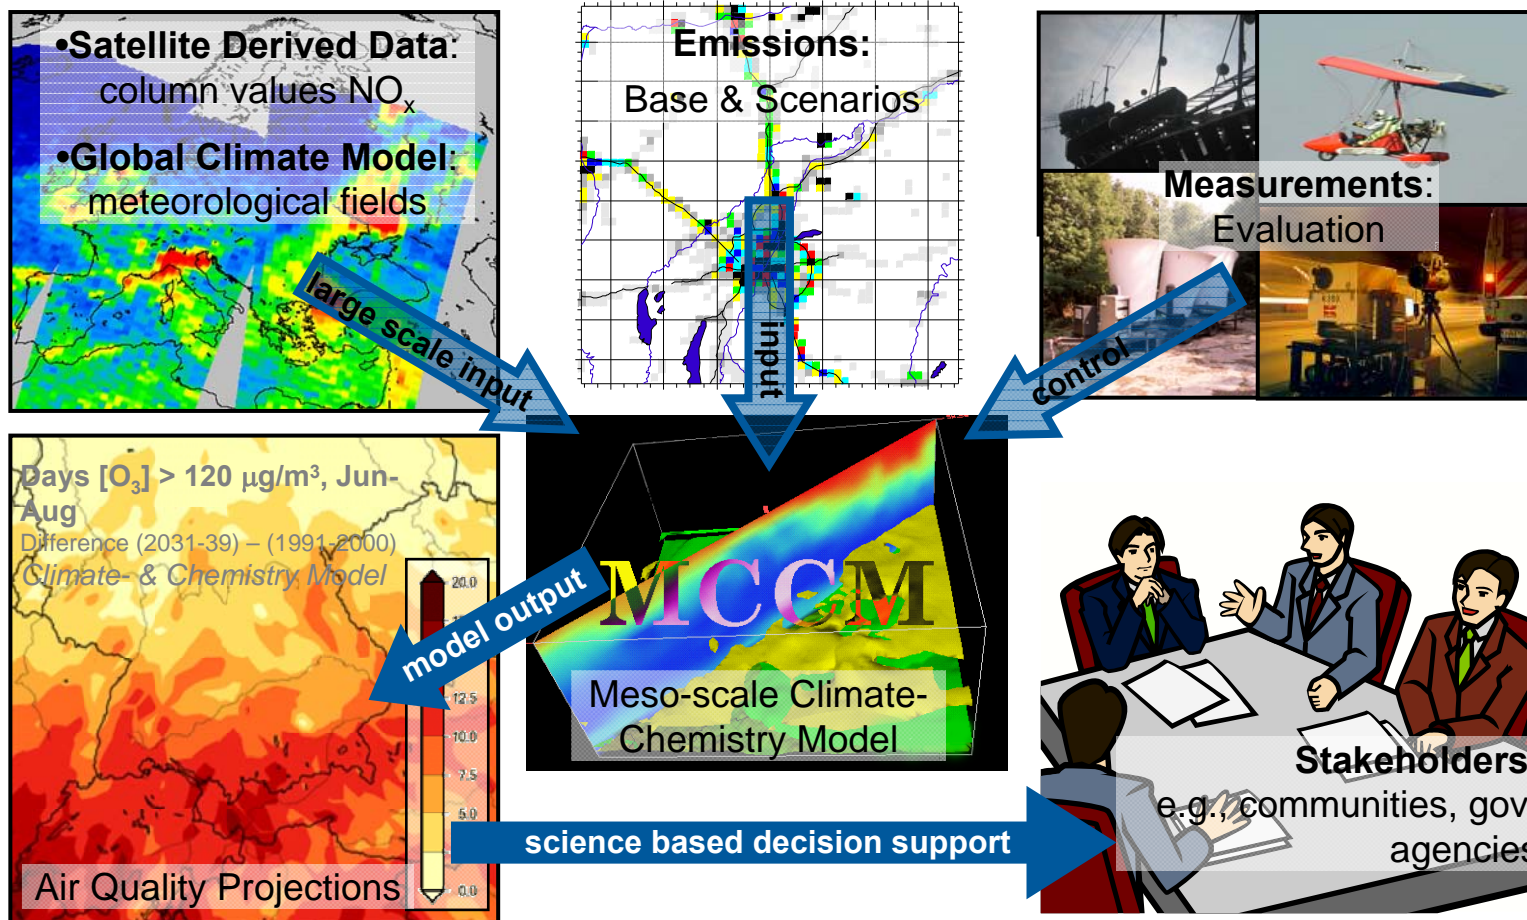 •Satellite Derived Data:
column values NOx
•Global Climate Model:
meteorological fields
large scale input
Emissions:
Base & Scenarios
input
Measurements:
Evaluation
control
Days [O3] > 120 µg/m³, Jun-
Aug
Difference (2031-39) – (1991-2000)
Climate- & Chemistry Model
20.0
12.5
10.0
7.5
5.0
0.0
Air Quality Projections
model output
MCCM
Meso-scale Climate-
Chemistry Model
science based decision support
Stakeholders
e.g., communities, gov.
agencies